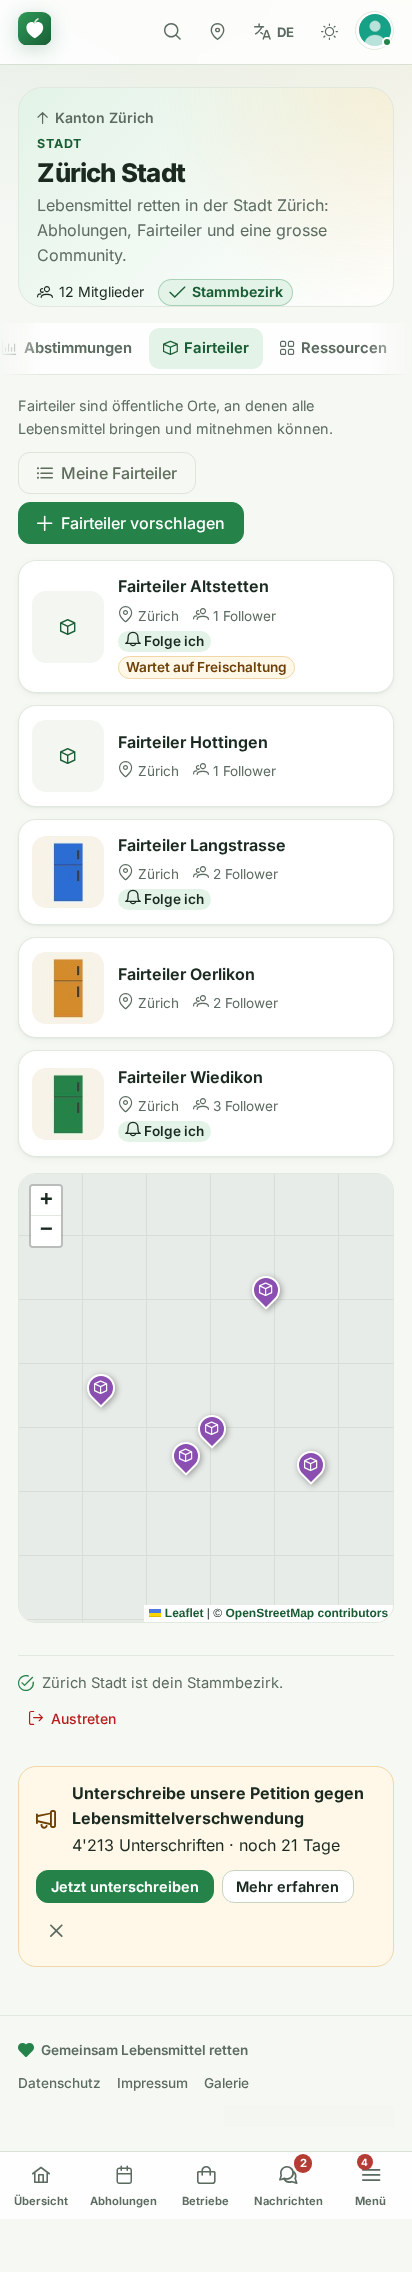 DE
Kanton Zürich
STADT
Zürich Stadt
Lebensmittel retten in der Stadt Zürich:
Abholungen, Fairteiler und eine grosse
Community.
12 Mitglieder Stammbezirk
Abstimmungen Fairteiler Ressourcen
Fairteiler sind öffentliche Orte, an denen alle
Lebensmittel bringen und mitnehmen können.
Meine Fairteiler
Fairteiler vorschlagen
Fairteiler Altstetten
Zürich 1 Follower
Folge ich
Wartet auf Freischaltung
Fairteiler Hottingen
Zürich 1 Follower
Fairteiler Langstrasse
Zürich 2 Follower
Folge ich
Fairteiler Oerlikon
Zürich 2 Follower
Fairteiler Wiedikon
Zürich 3 Follower
Folge ich
+
−
Leaflet | © OpenStreetMap contributors
Zürich Stadt ist dein Stammbezirk.
Austreten
Unterschreibe unsere Petition gegen
Lebensmittelverschwendung
4'213 Unterschriften · noch 21 Tage
Jetzt unterschreiben Mehr erfahren
Gemeinsam Lebensmittel retten
Datenschutz Impressum Galerie
2 4
Übersicht Abholungen Betriebe Nachrichten Menü